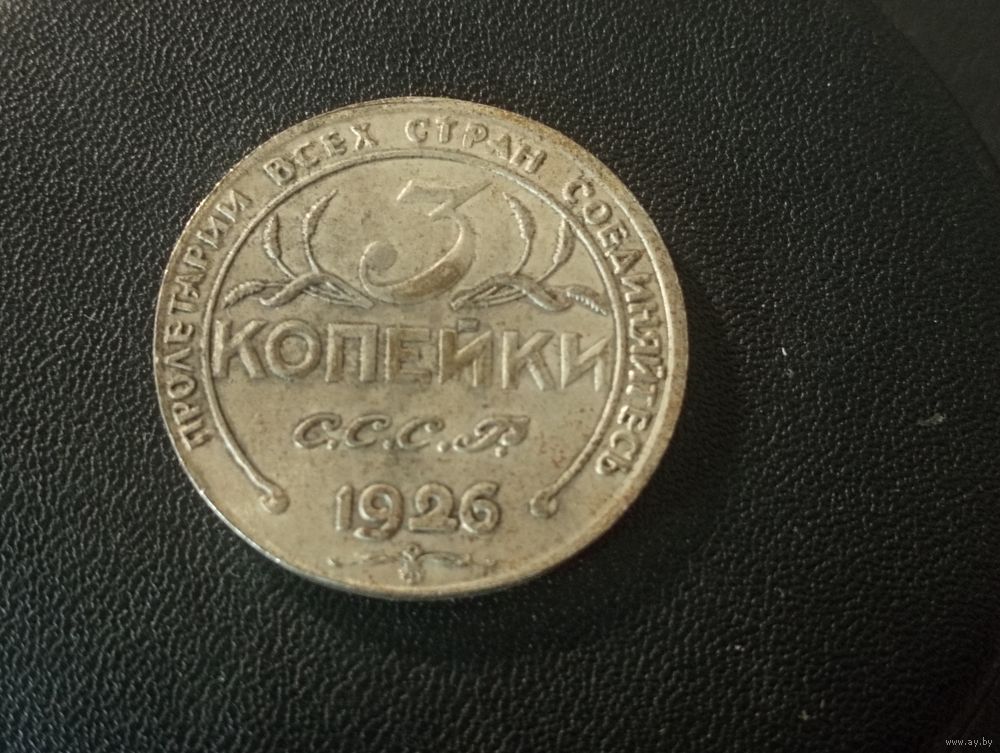 ПРОЛЕТАРИИ ВСЕХ СТРАН СОЕДИНЯЙТЕСЬ
3
КОПЕЙКИ
С.С.С.Р.
1926
www.ay.by